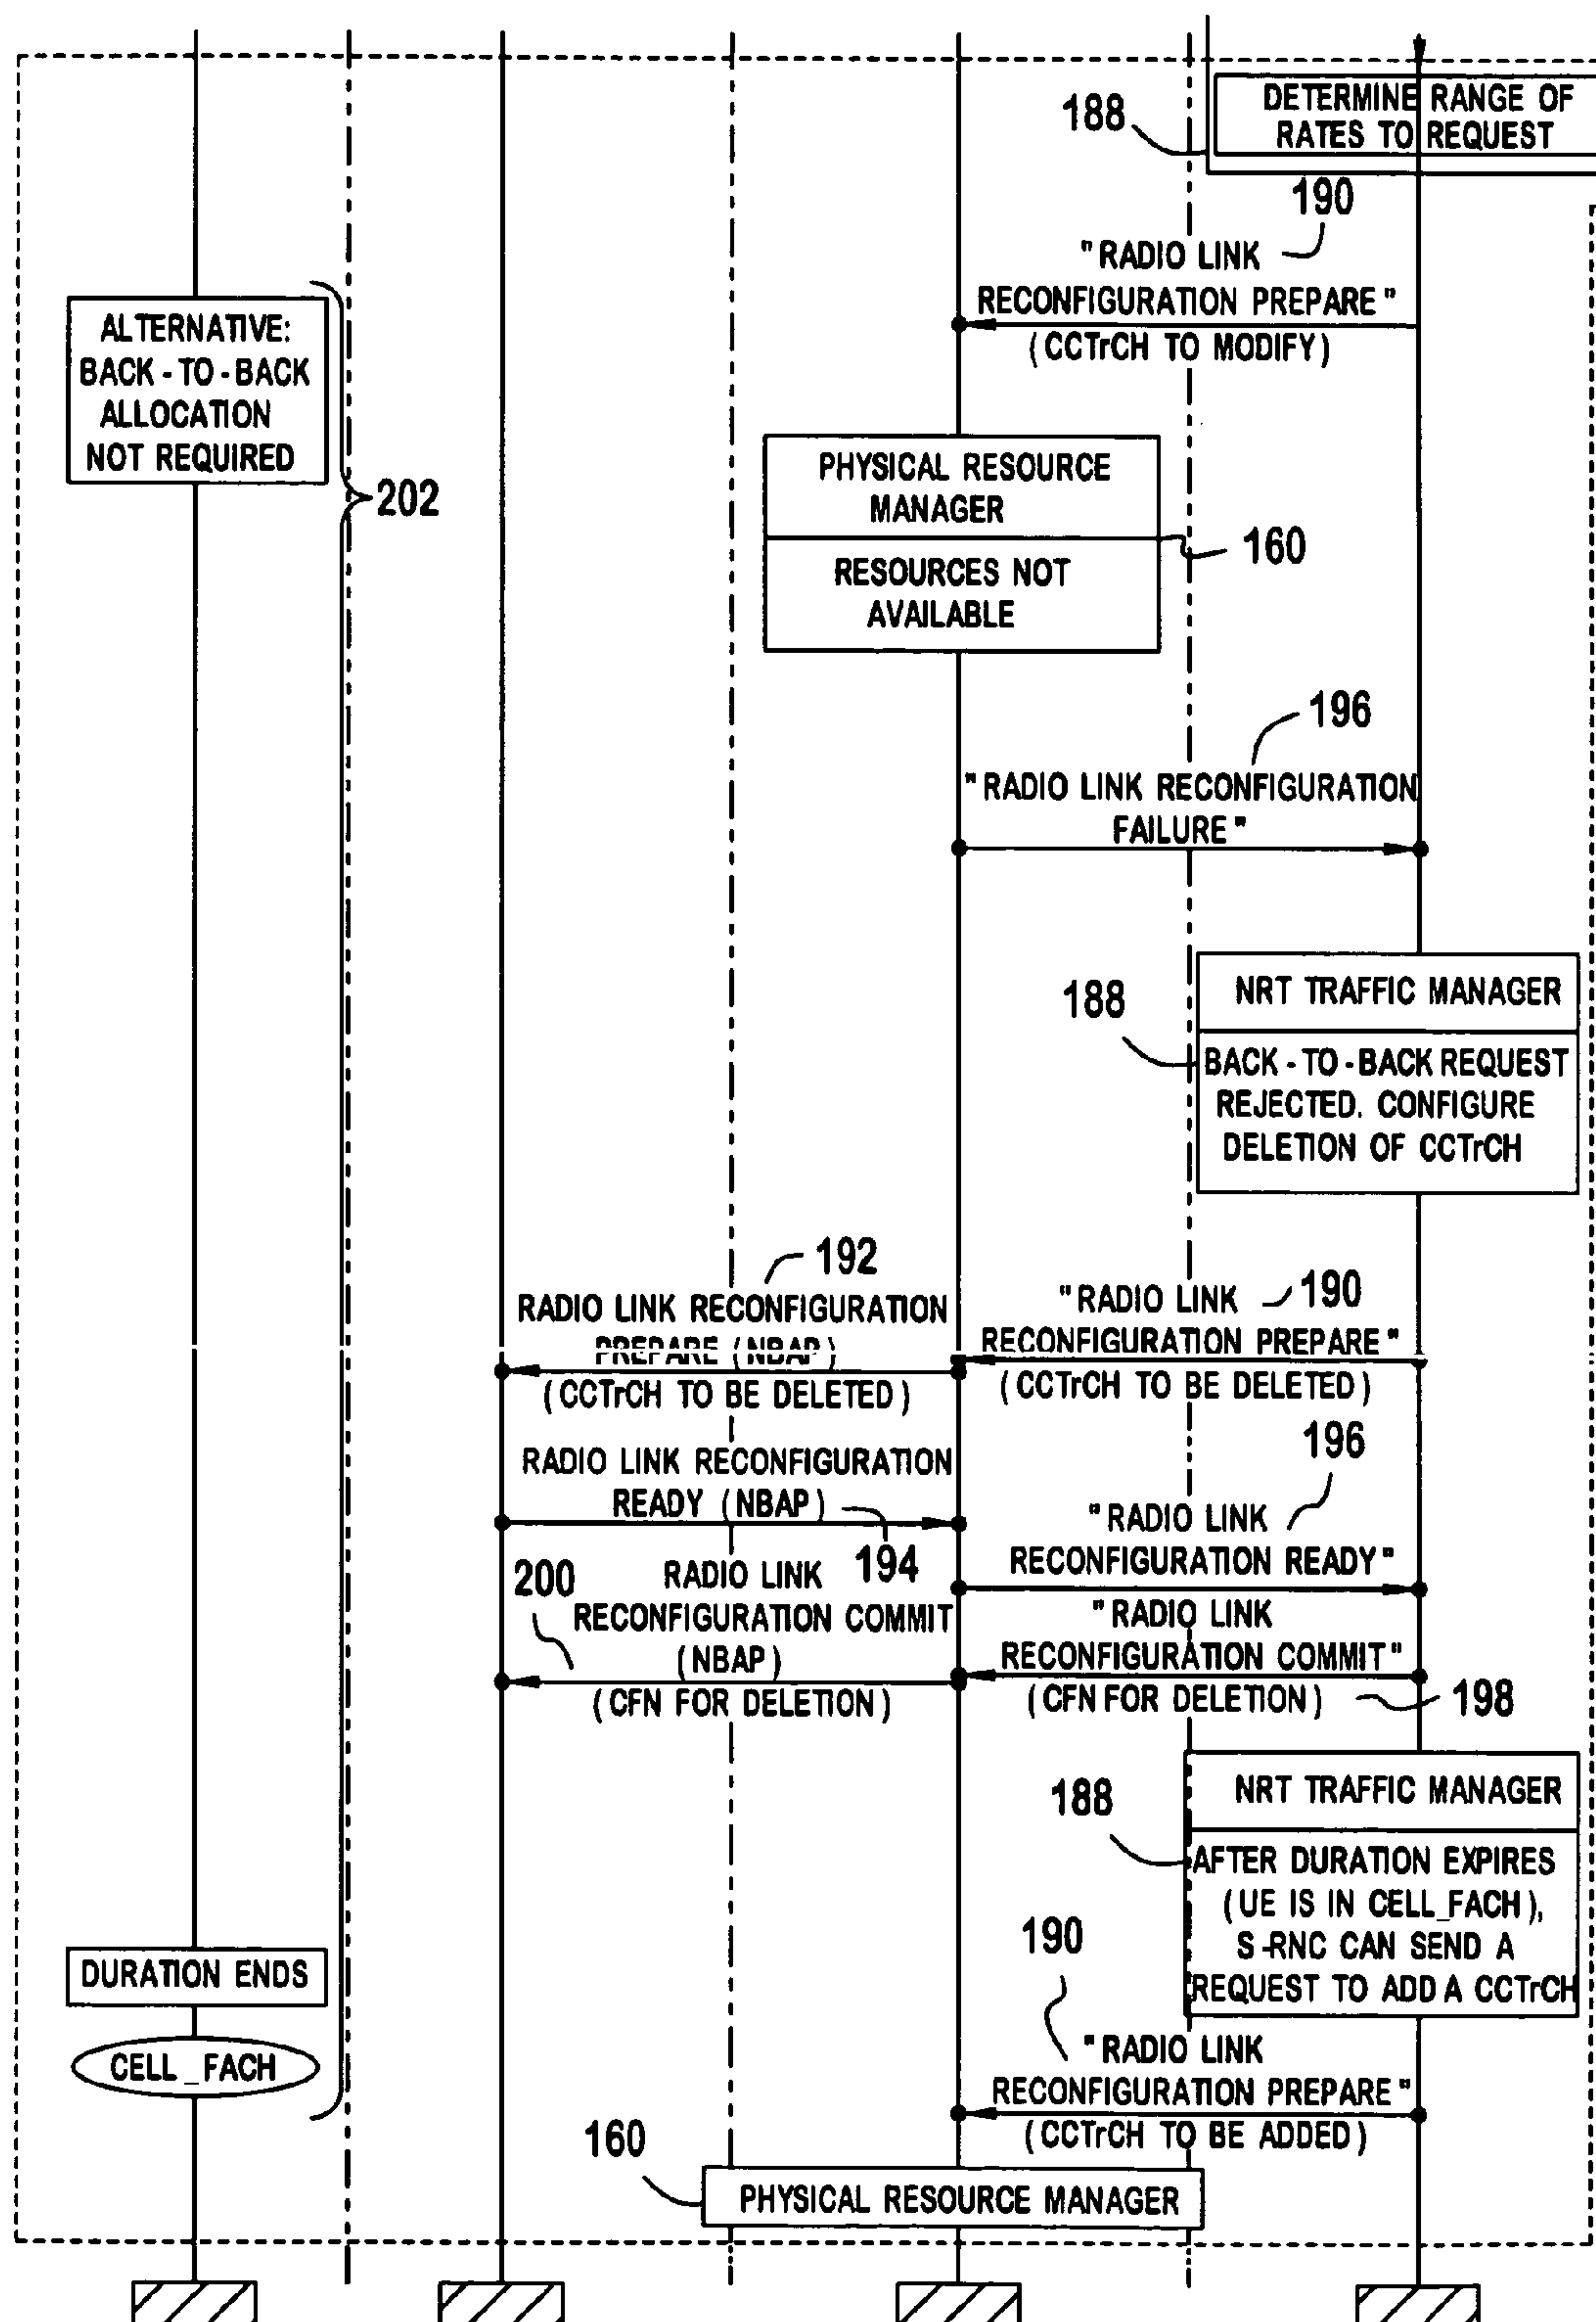 188
DETERMINE RANGE OF
RATES TO REQUEST
190
"RADIO LINK
RECONFIGURATION PREPARE"
(CCTrCH TO MODIFY)
ALTERNATIVE:
BACK-TO-BACK
ALLOCATION
NOT REQUIRED
202
PHYSICAL RESOURCE
MANAGER
RESOURCES NOT
AVAILABLE
160
196
"RADIO LINK RECONFIGURATION
FAILURE"
188
NRT TRAFFIC MANAGER
BACK-TO-BACK REQUEST
REJECTED. CONFIGURE
DELETION OF CCTrCH
192
RADIO LINK RECONFIGURATION
PREPARE (NBAP)
(CCTrCH TO BE DELETED)
190
"RADIO LINK
RECONFIGURATION PREPARE"
(CCTrCH TO BE DELETED)
RADIO LINK RECONFIGURATION
READY (NBAP)
194
196
"RADIO LINK
RECONFIGURATION READY"
200
RADIO LINK
RECONFIGURATION COMMIT
(NBAP)
(CFN FOR DELETION)
"RADIO LINK
RECONFIGURATION COMMIT"
(CFN FOR DELETION)
198
188
NRT TRAFFIC MANAGER
AFTER DURATION EXPIRES
(UE IS IN CELL_FACH),
S-RNC CAN SEND A
REQUEST TO ADD A CCTrCH
DURATION ENDS
CELL_FACH
190
"RADIO LINK
RECONFIGURATION PREPARE"
(CCTrCH TO BE ADDED)
160
PHYSICAL RESOURCE MANAGER